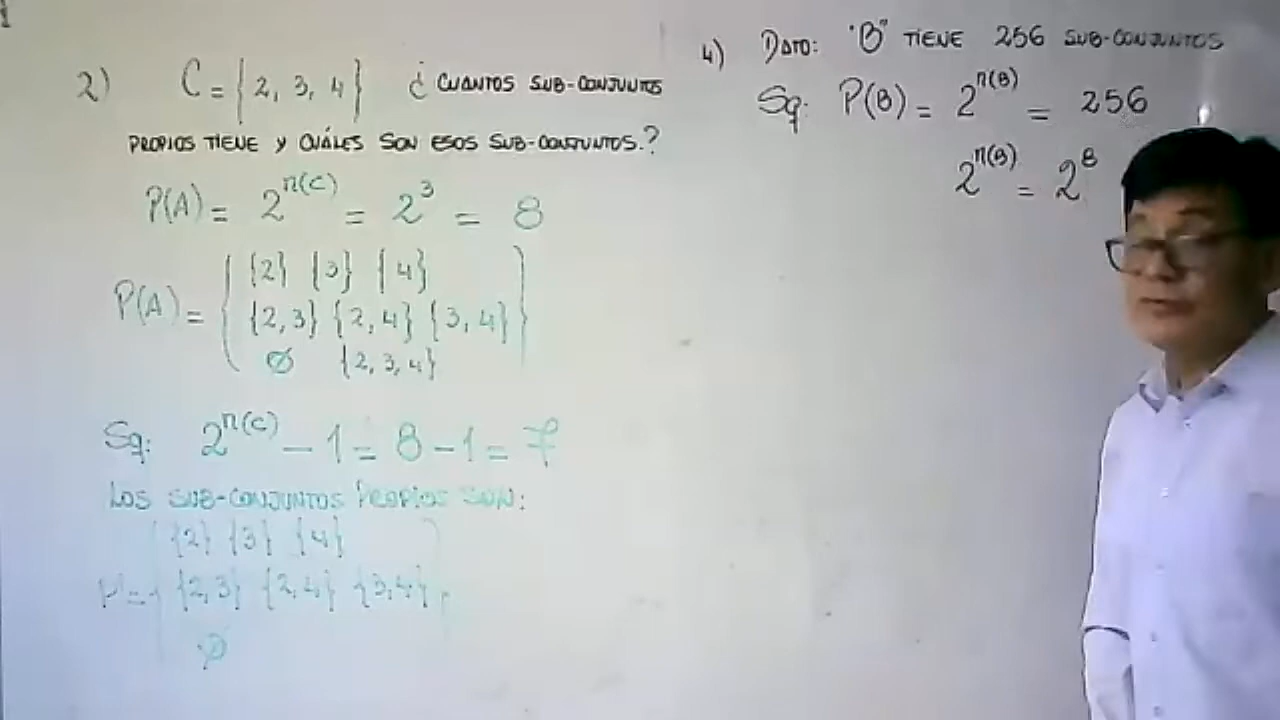 2) C = { 2, 3, 4 } ¿ CUANTOS SUB-CONJUNTOS
PROPIOS TIENE Y CUÁLES SON ESOS SUB-CONJUNTOS.?
P(A) = 2^n(C) = 2^3 = 8
P(A) = { {2} {3} {4}
{2,3} {2,4} {3,4} }
∅ {2,3,4}
Sq: 2^n(C) - 1 = 8 - 1 = 7
LOS SUB-CONJUNTOS PROPIOS SON:
{2} {3} {4}
P = { {2,3} {2,4} {3,4} }
∅
4) DATO: "B" TIENE 256 SUB-CONJUNTOS
Sq: P(B) = 2^n(B) = 256
2^n(B) = 2^8